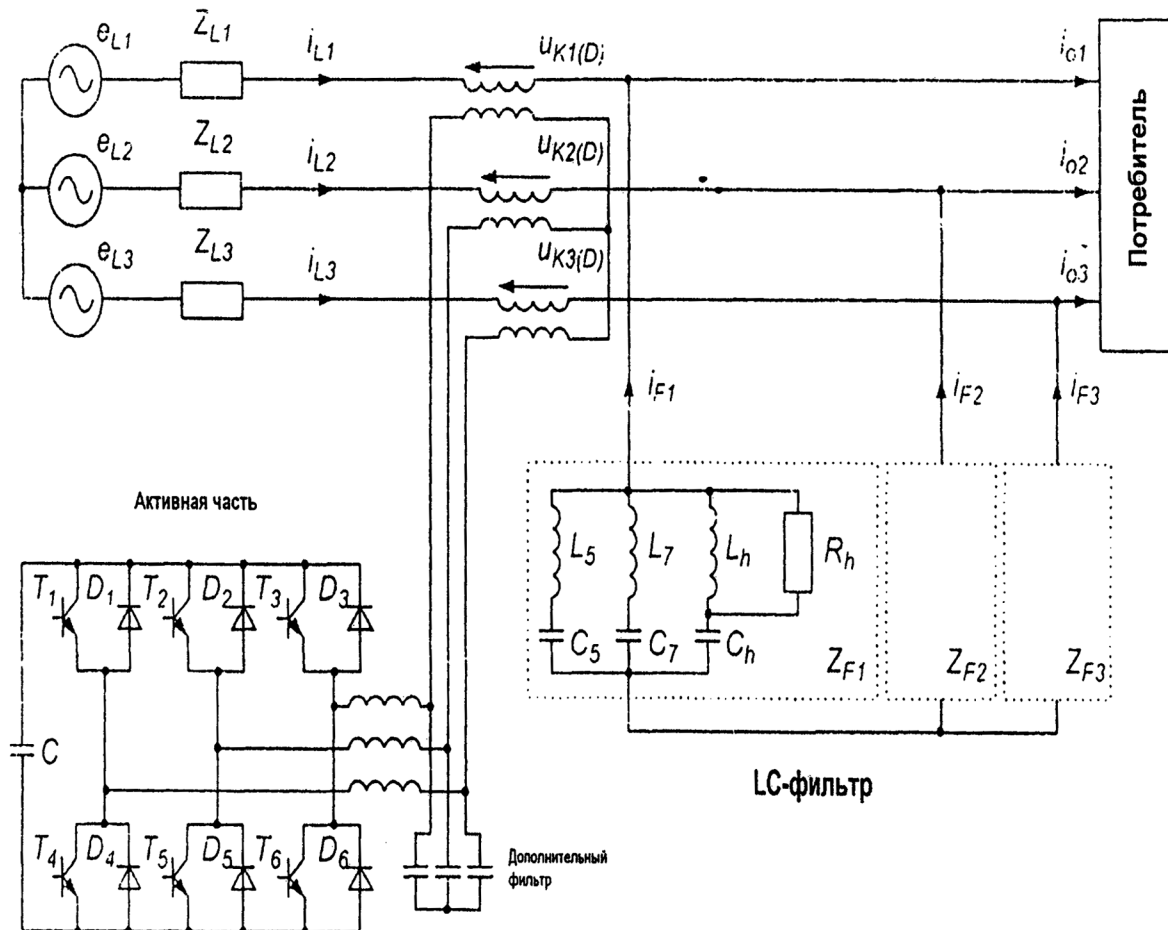 e_L1 Z_L1 i_L1 u_K1(D) i_o1
e_L2 Z_L2 i_L2 u_K2(D) i_o2
e_L3 Z_L3 i_L3 u_K3(D) i_o3
Потребитель
i_F1 i_F2 i_F3
Активная часть
L_5 L_7 L_h R_h
C_5 C_7 C_h
Z_F1 Z_F2 Z_F3
LC-фильтр
T_1 D_1 T_2 D_2 T_3 D_3
C
T_4 D_4 T_5 D_5 T_6 D_6
Дополнительный
фильтр